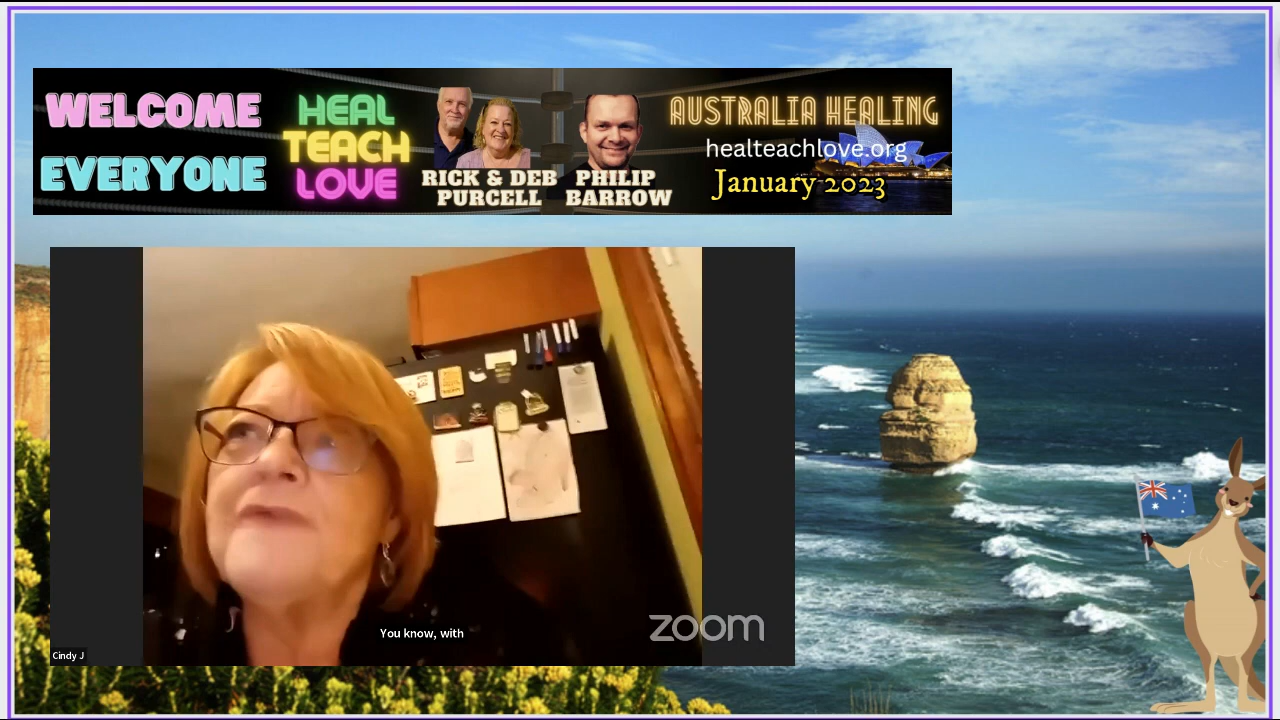 WELCOME
EVERYONE
HEAL
TEACH
LOVE
RICK & DEB
PURCELL
PHILIP
BARROW
AUSTRALIA HEALING
healteachlove.org
January 2023
You know, with
zoom
Cindy J